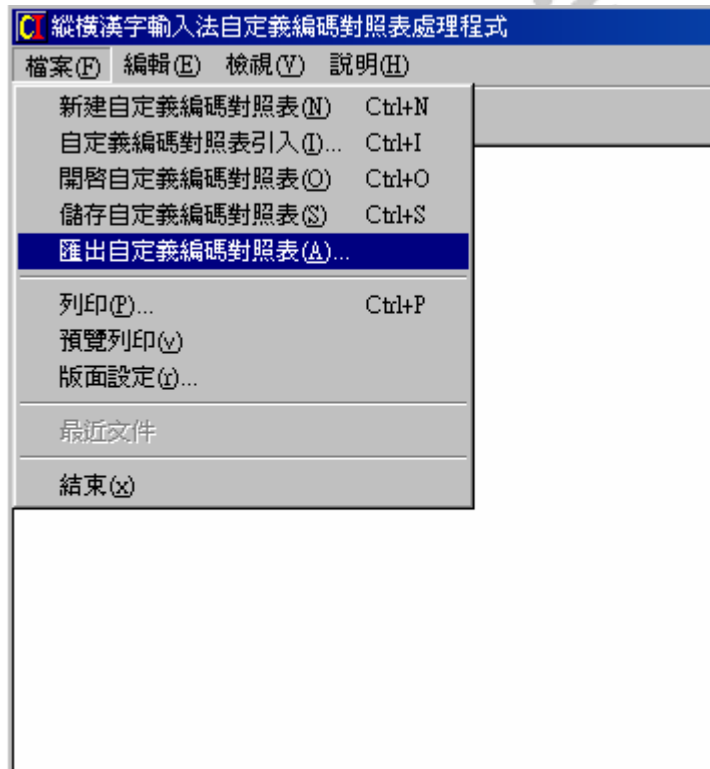 CI 縱橫漢字輸入法自定義編碼對照表處理程式
檔案(F) 編輯(E) 檢視(V) 說明(H)
新建自定義編碼對照表(N) Ctrl+N
自定義編碼對照表引入(I)... Ctrl+I
開啓自定義編碼對照表(O) Ctrl+O
儲存自定義編碼對照表(S) Ctrl+S
匯出自定義編碼對照表(A)...
列印(P)... Ctrl+P
預覽列印(v)
版面設定(r)...
最近文件
結束(x)